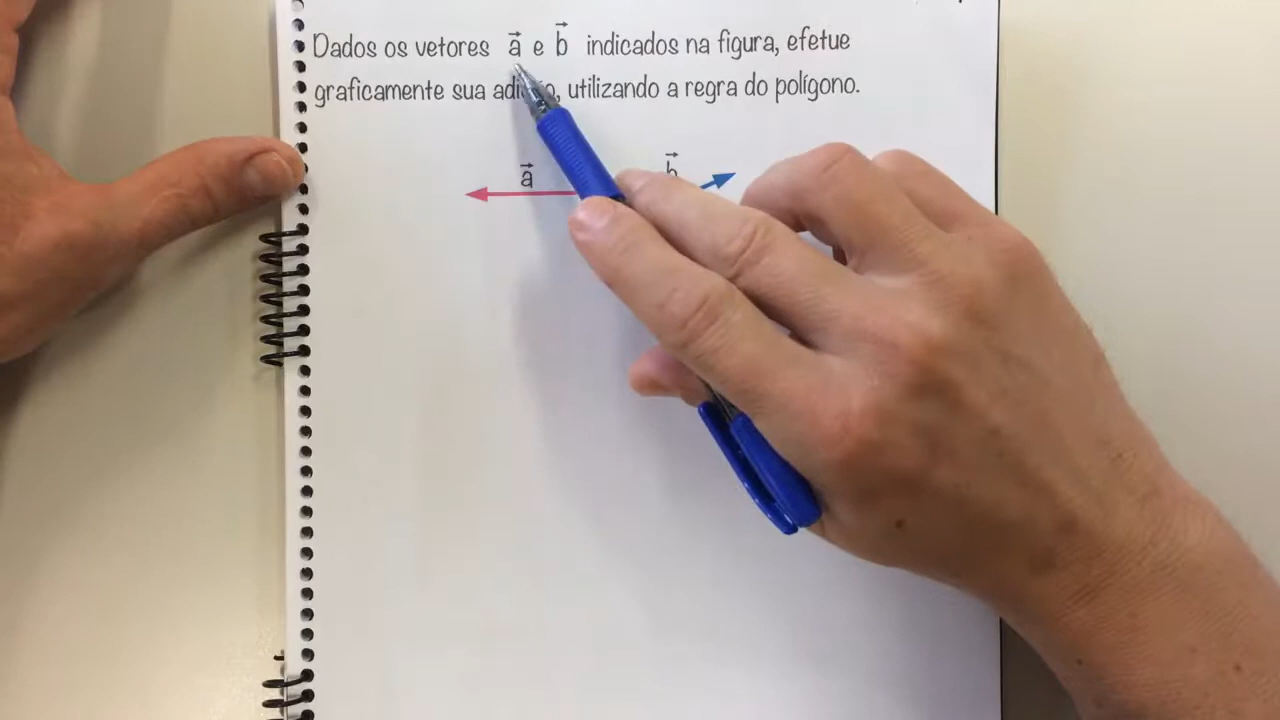 Dados os vetores a⃗ e b⃗ indicados na figura, efetue
graficamente sua utilizando a regra do polígono.
a⃗